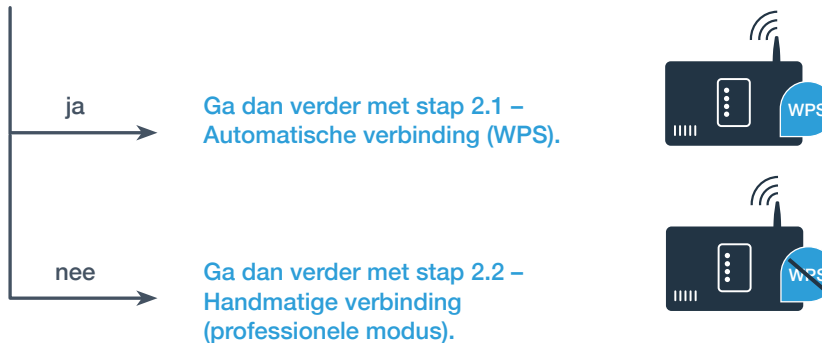 ja
Ga dan verder met stap 2.1 –
Automatische verbinding (WPS).
WPS
nee
Ga dan verder met stap 2.2 –
Handmatige verbinding
(professionele modus).
WPS